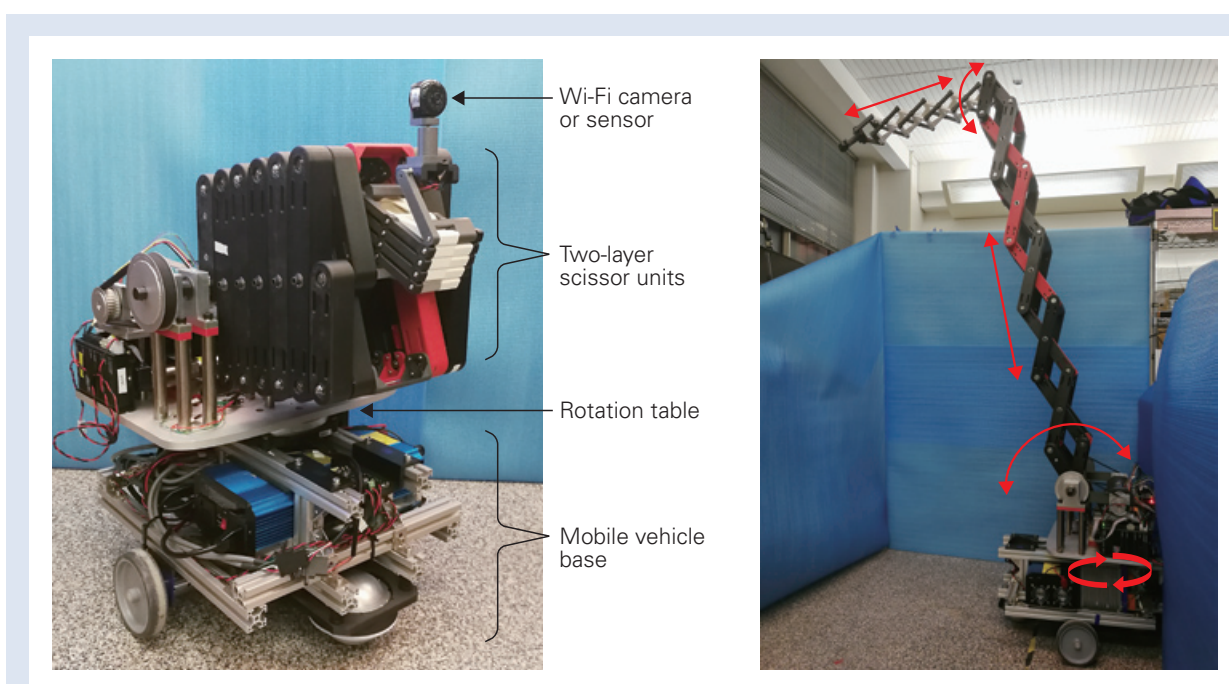 Wi-Fi camera
or sensor
Two-layer
scissor units
Rotation table
Mobile vehicle
base